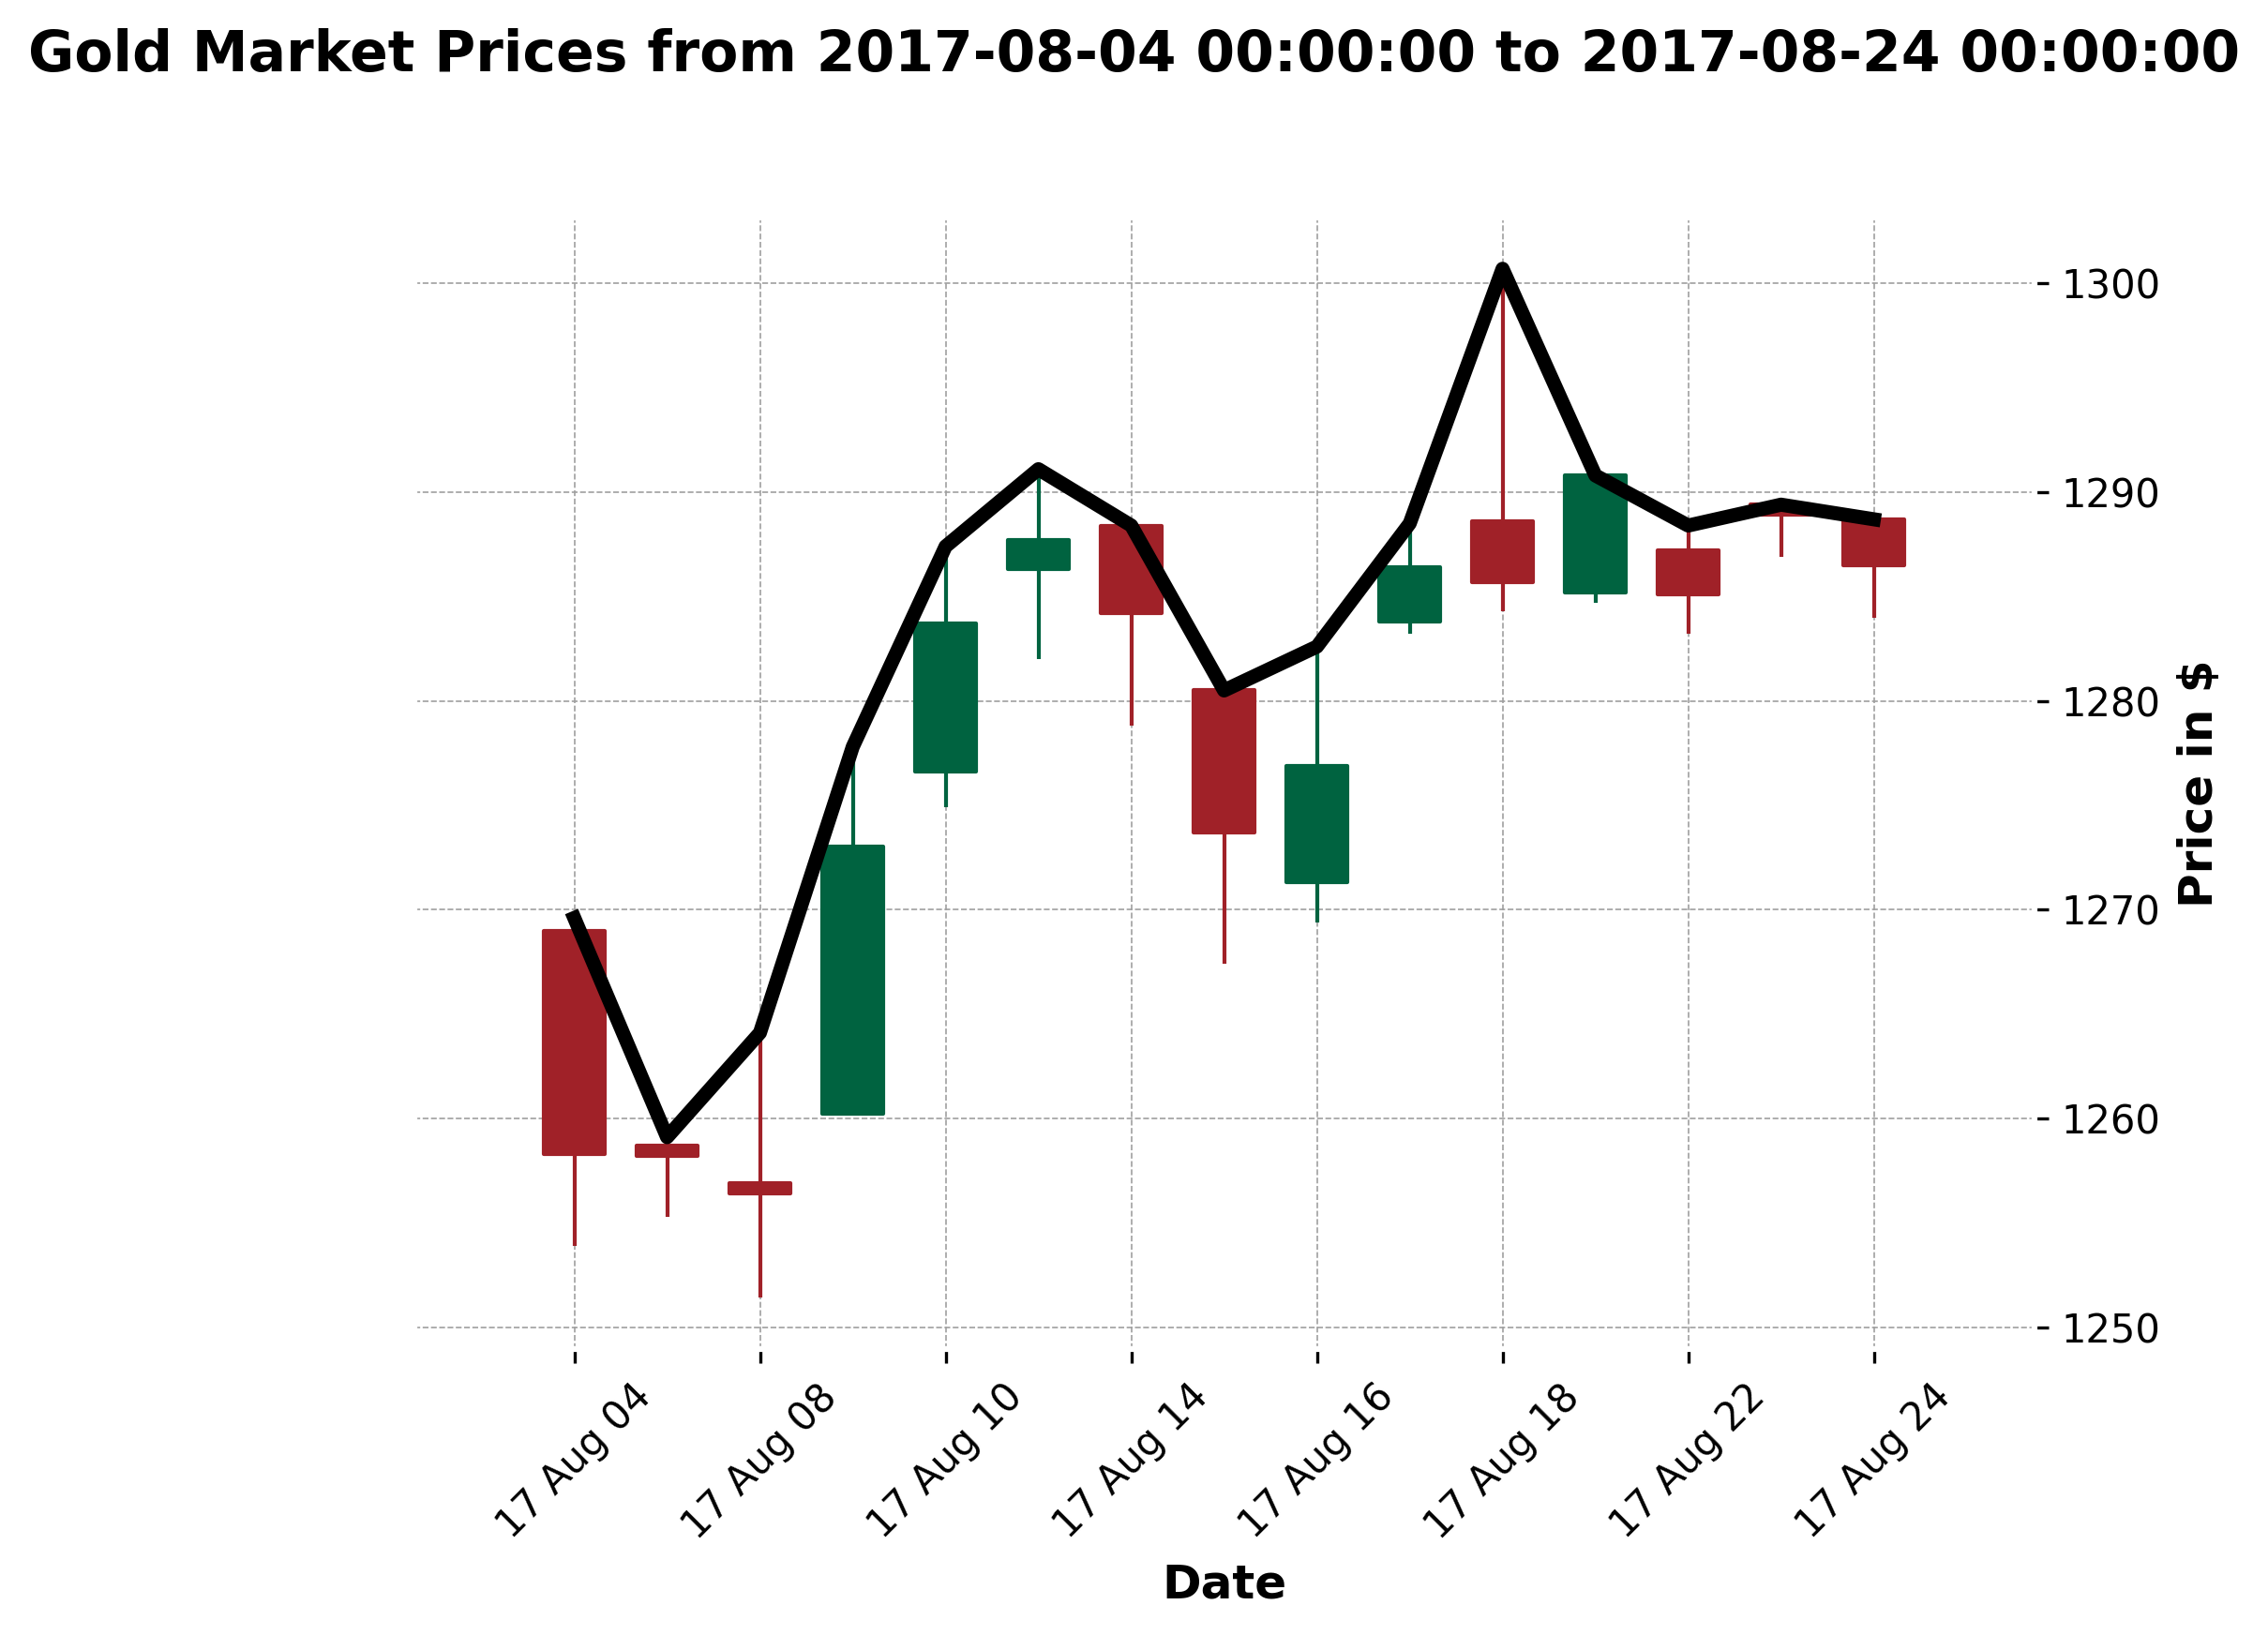 Gold Market Prices from 2017-08-04 00:00:00 to 2017-08-24 00:00:00
1300
1290
1280
1270
1260
1250
Price in $
17 Aug 04
17 Aug 08
17 Aug 10
17 Aug 14
17 Aug 16
17 Aug 18
17 Aug 22
17 Aug 24
Date